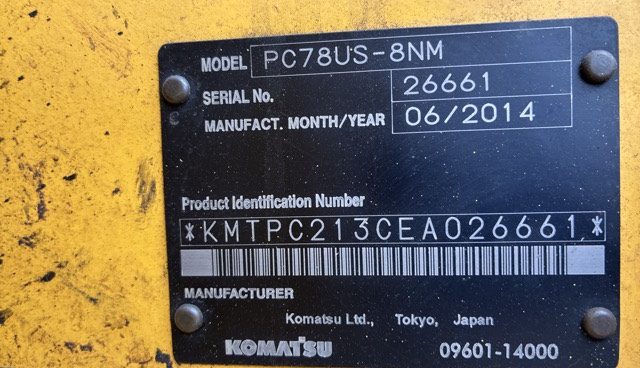 MODEL PC78US-8NM
SERIAL No. 26661
MANUFACT. MONTH/YEAR 06/2014
Product Identification Number
*KMTPC213CEA026661*
MANUFACTURER
Komatsu Ltd., Tokyo, Japan
KOMATSU 09601-14000